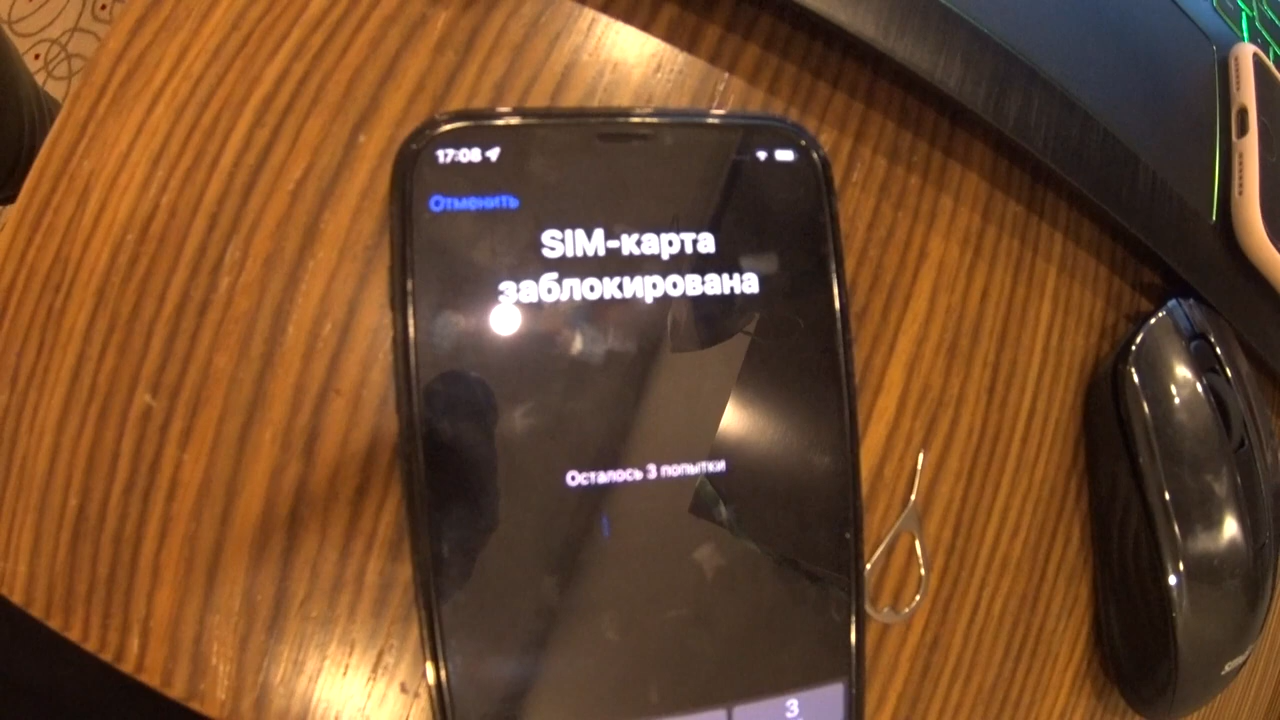 17:08
Отменить
SIM-карта
заблокирована
Осталось 3 попытки
3